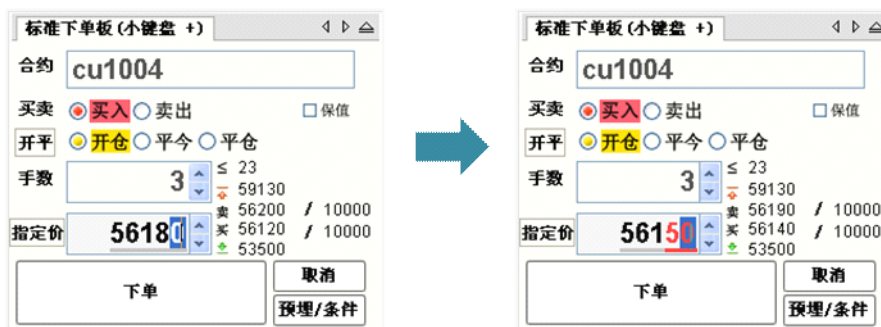 标准下单板(小键盘 +)
合约 cu1004
买卖 买入 卖出 保值
开平 开仓 平今 平仓
手数 3 ≤ 23
59130
卖 56200 / 10000
指定价 56180 买 56120 / 10000
53500
下单 取消
预埋/条件
标准下单板(小键盘 +)
合约 cu1004
买卖 买入 卖出 保值
开平 开仓 平今 平仓
手数 3 ≤ 23
59130
卖 56190 / 10000
指定价 56150 买 56140 / 10000
53500
下单 取消
预埋/条件